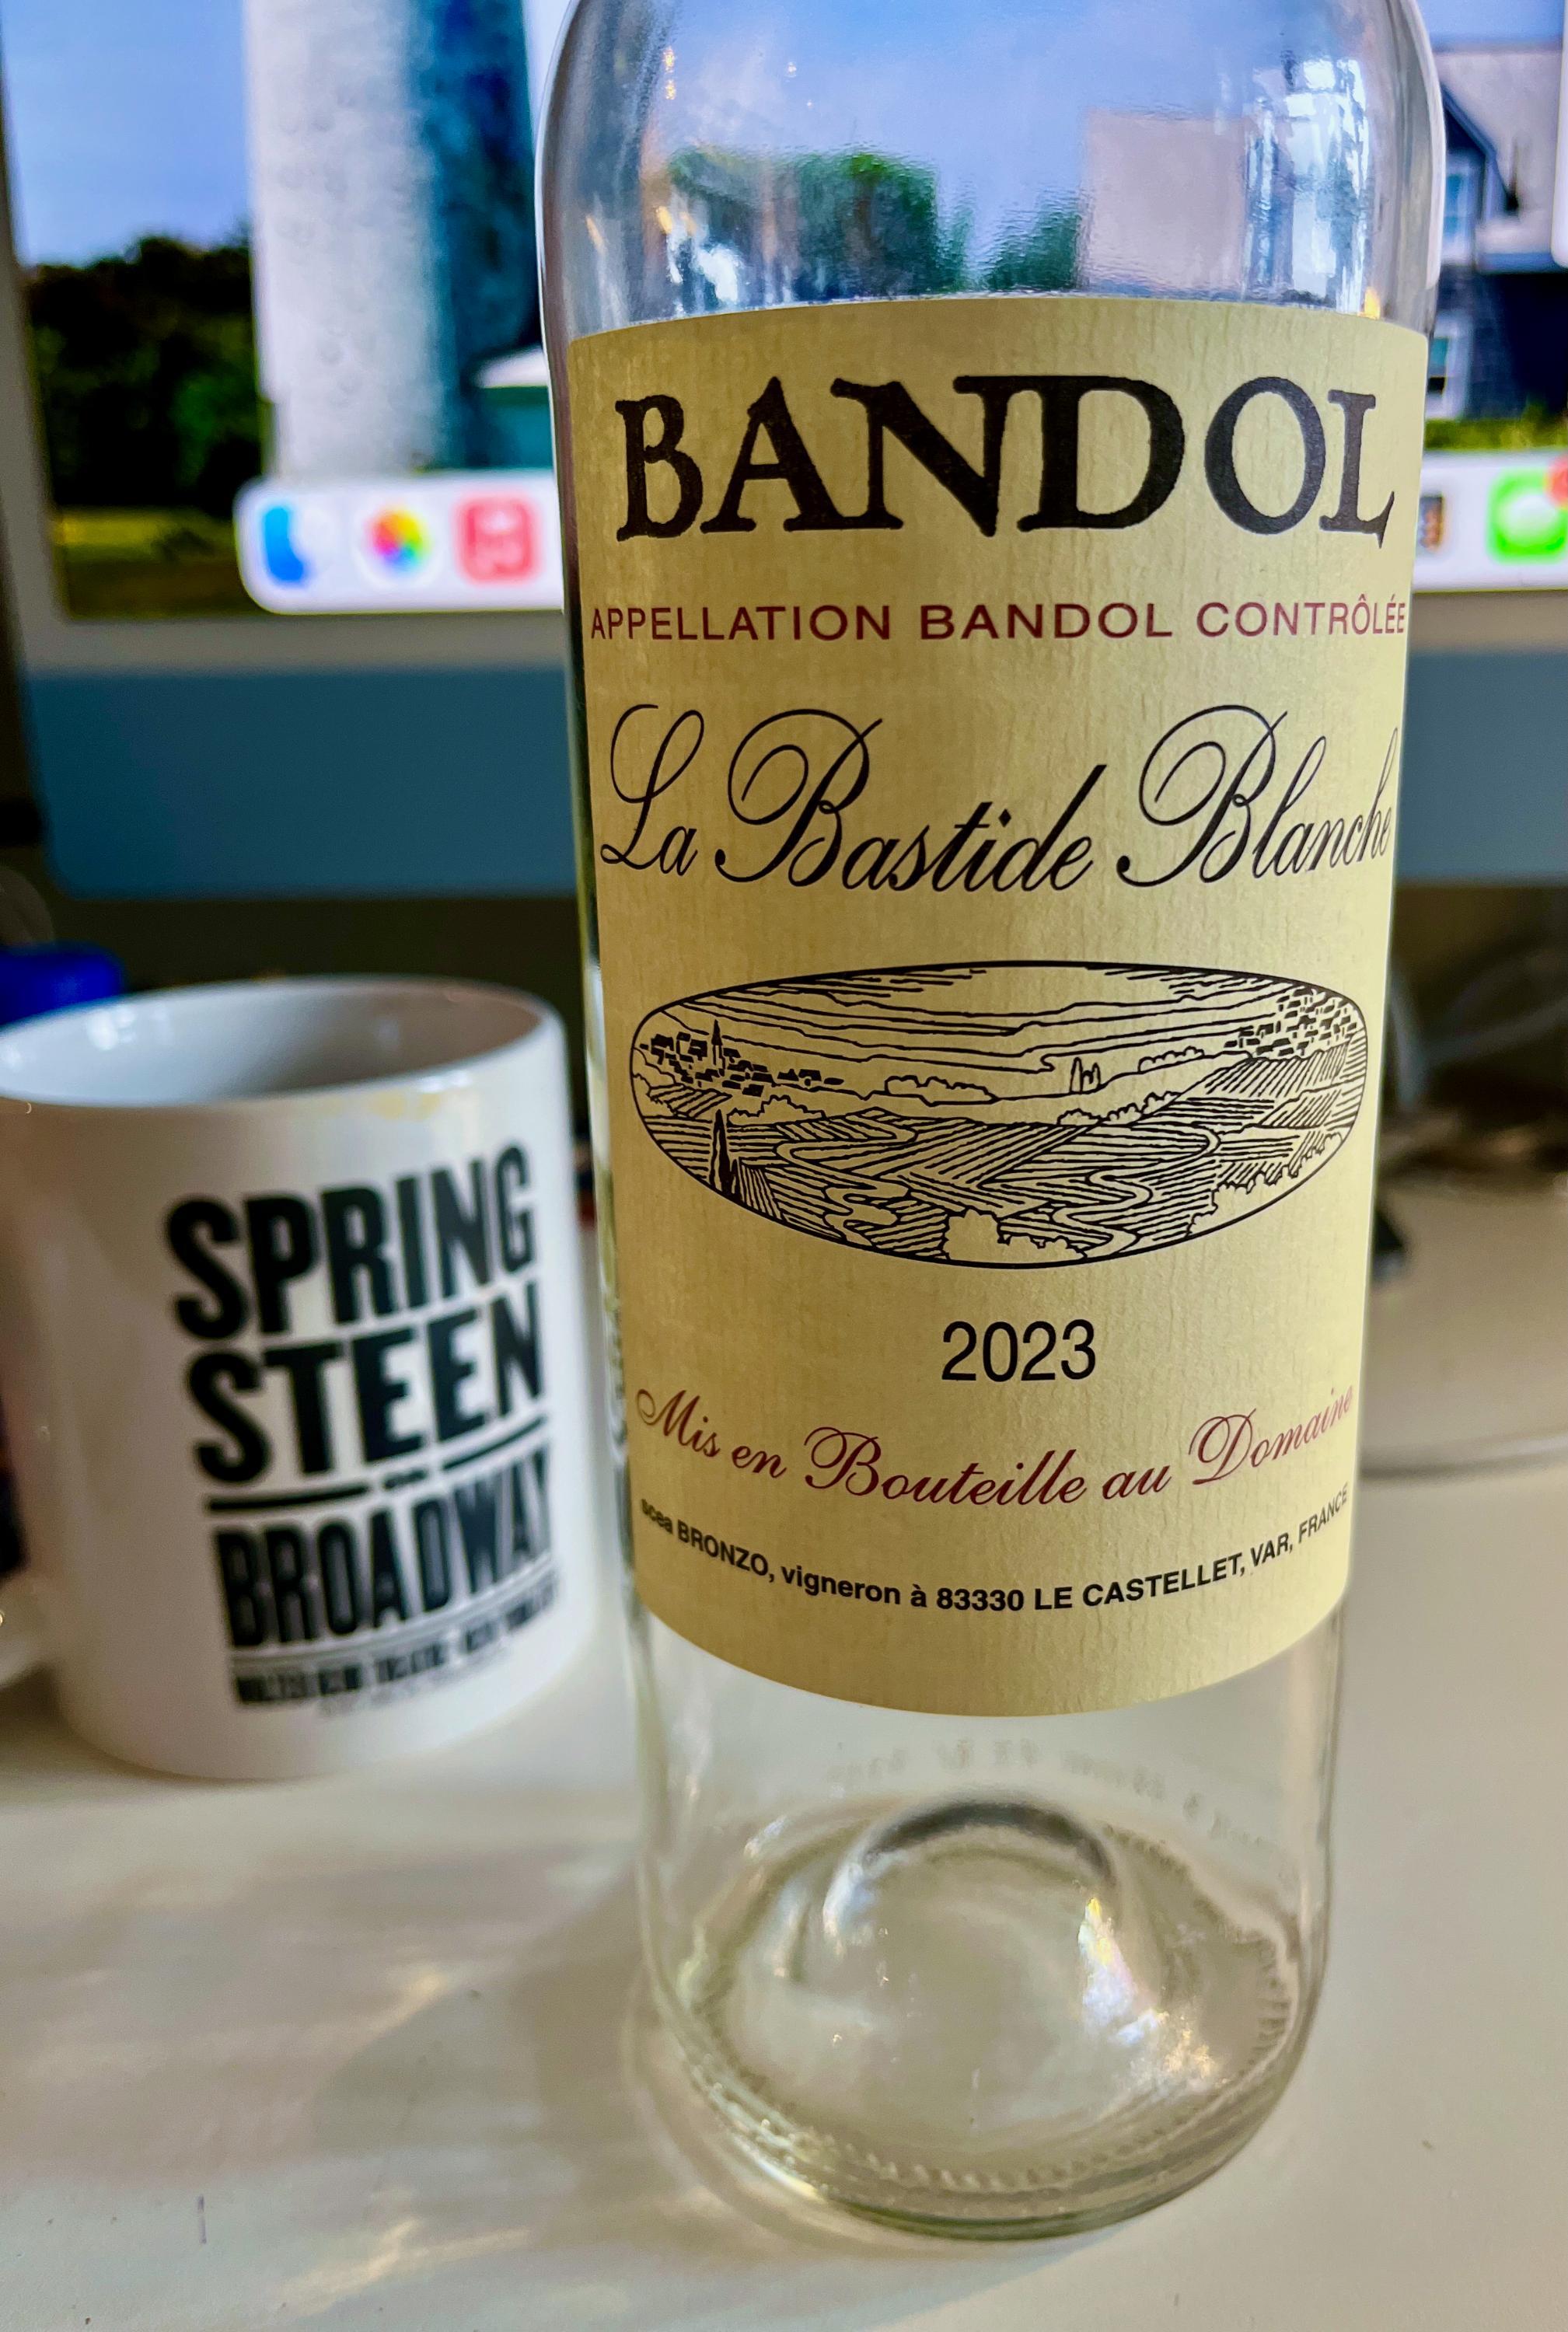 BANDOL
APPELLATION BANDOL CONTRÔLÉE
La Bastide Blanche
2023
Mis en Bouteille au Domaine
scea BRONZO, vigneron à 83330 LE CASTELLET, VAR, FRANCE
SPRING
STEEN
BROADWAY